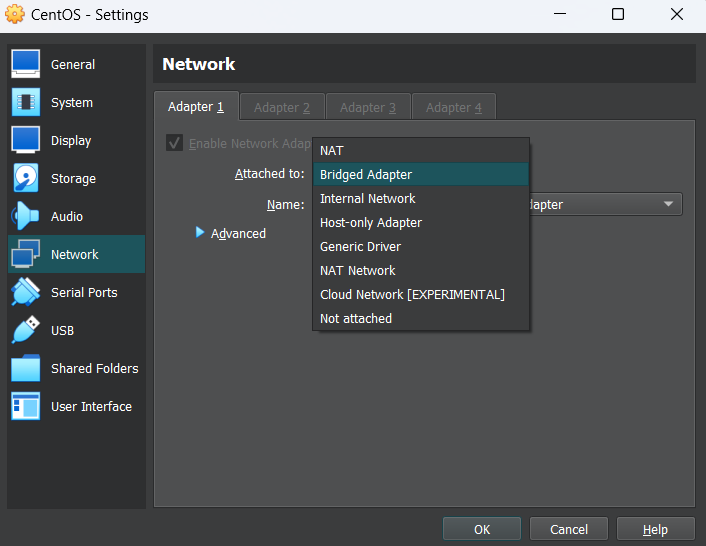 CentOS - Settings
General
System
Display
Storage
Audio
Network
Serial Ports
USB
Shared Folders
User Interface
Network
Adapter 1 Adapter 2 Adapter 3 Adapter 4
Enable Network Adap
Attached to:
Name:
Advanced
NAT
Bridged Adapter
Internal Network
Host-only Adapter
Generic Driver
NAT Network
Cloud Network [EXPERIMENTAL]
Not attached
dapter
OK Cancel Help